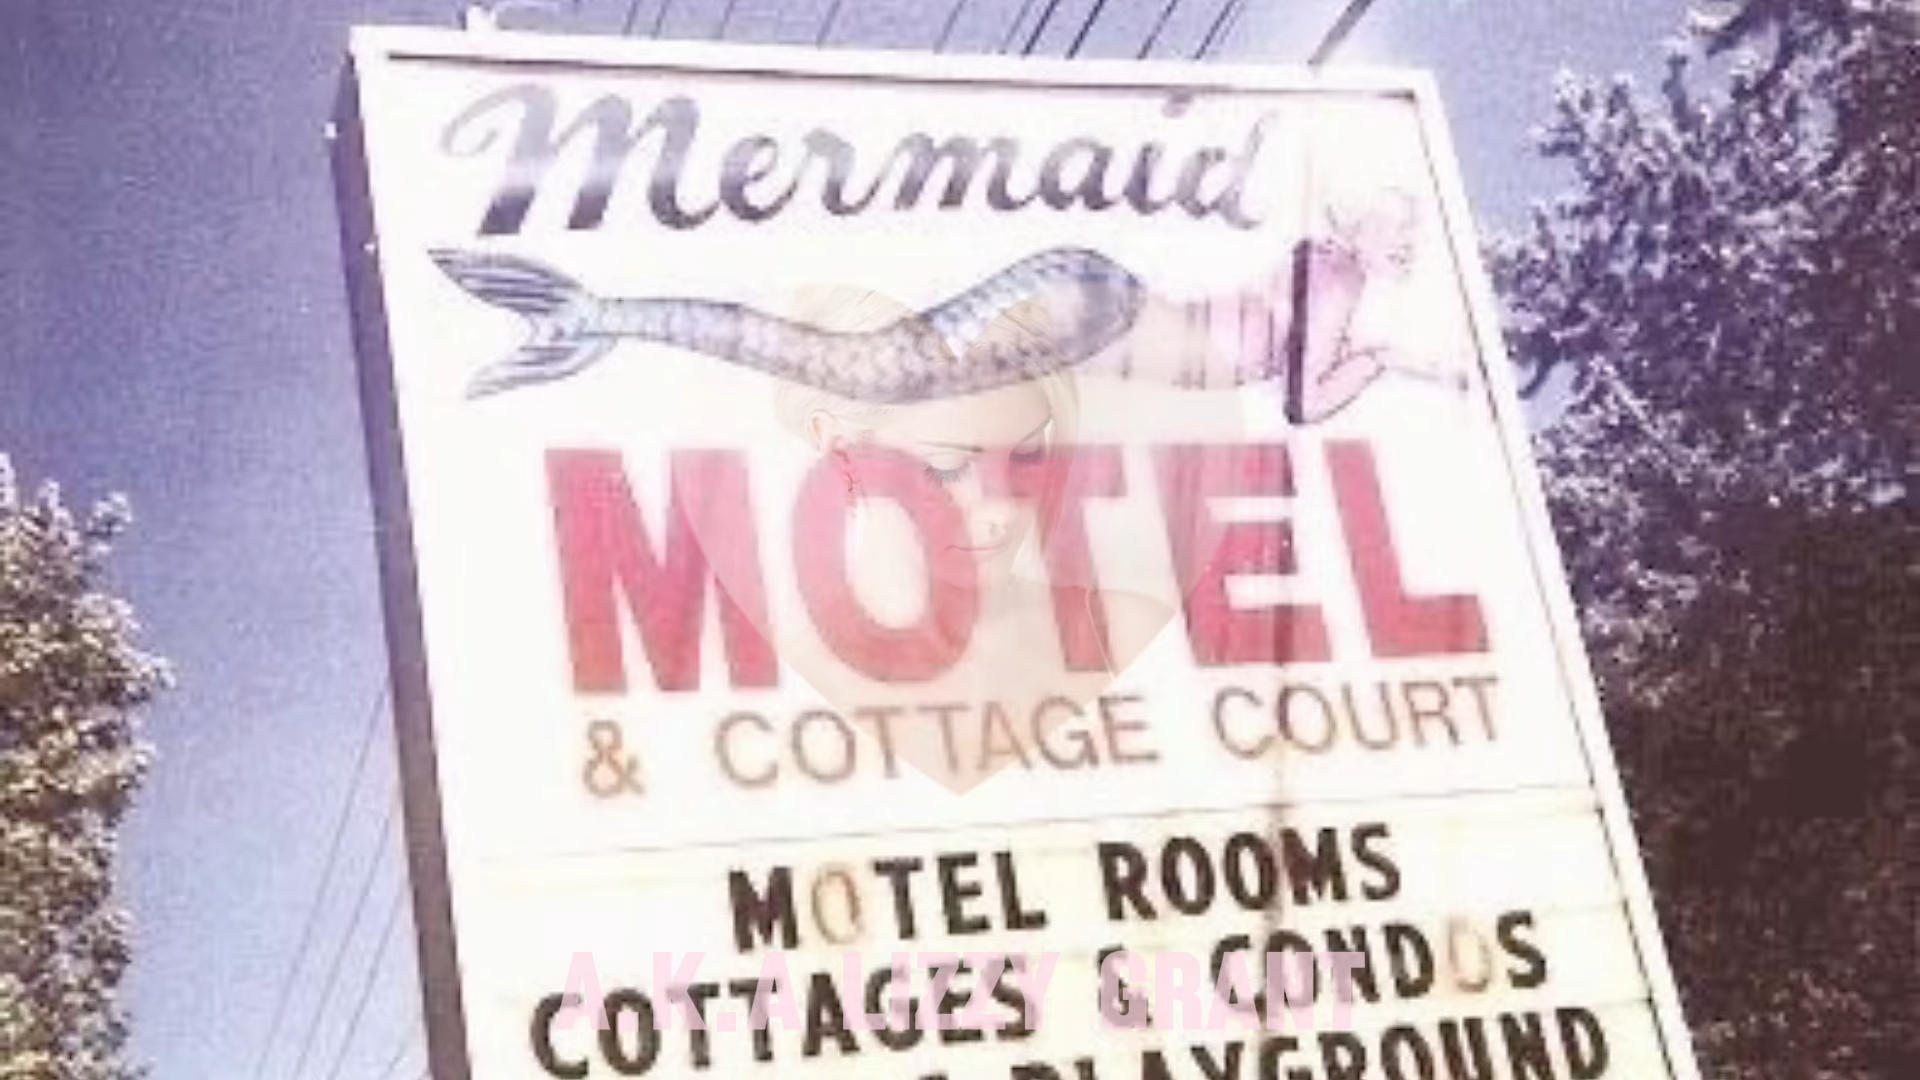 Mermaid
MOTEL
& COTTAGE COURT
MOTEL ROOMS
COTTAGES & CONDOS
A.K.A LIZZY GRANT
PLAYGROUND